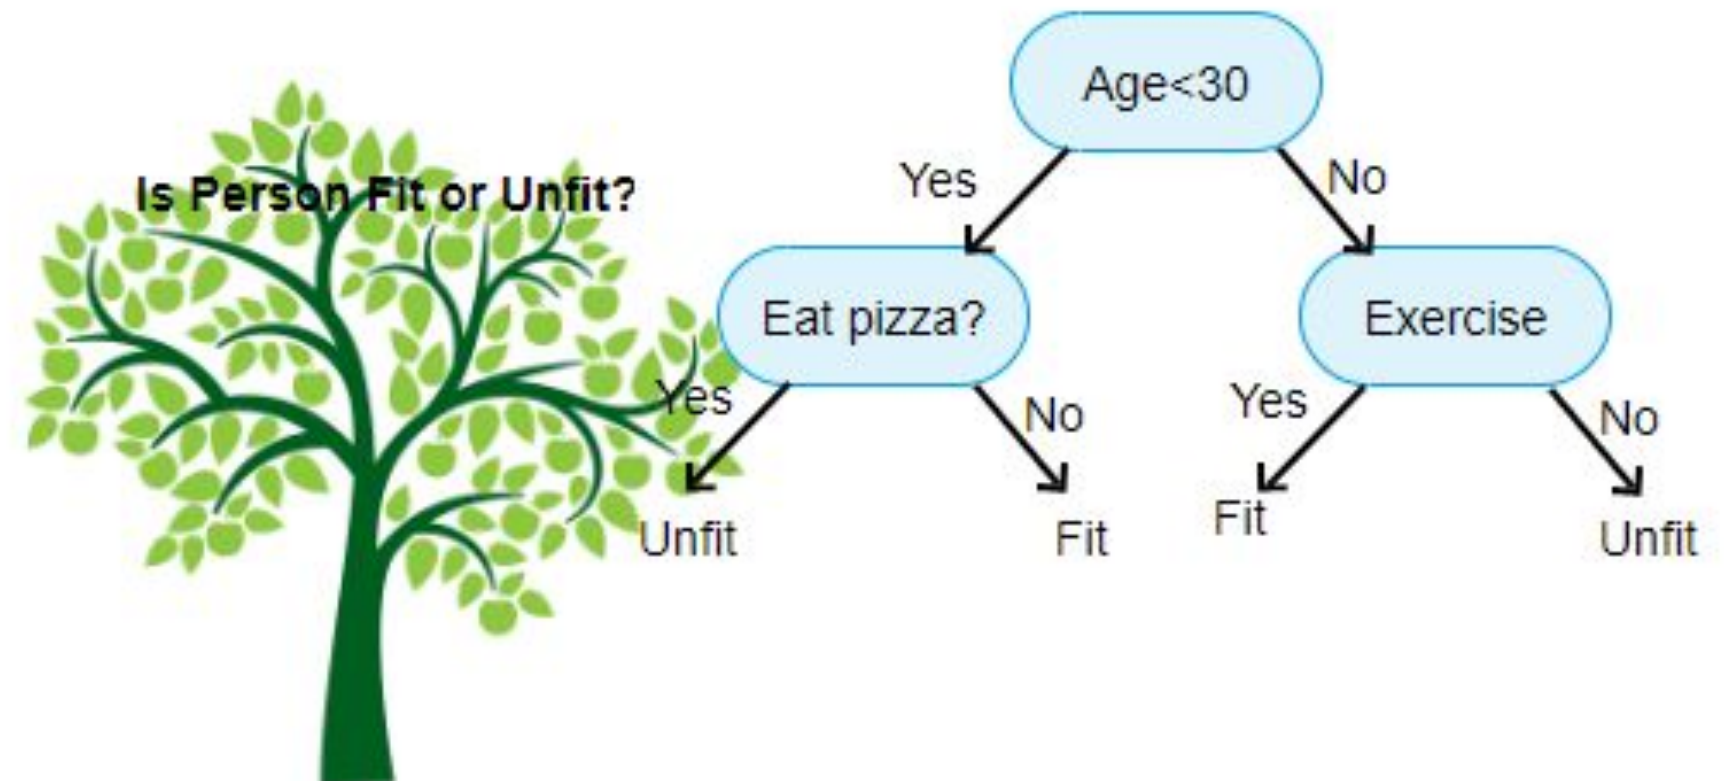 Is Person Fit or Unfit?
Age<30
Yes
No
Eat pizza?
Exercise
Yes
No
Yes
No
Unfit
Fit
Fit
Unfit